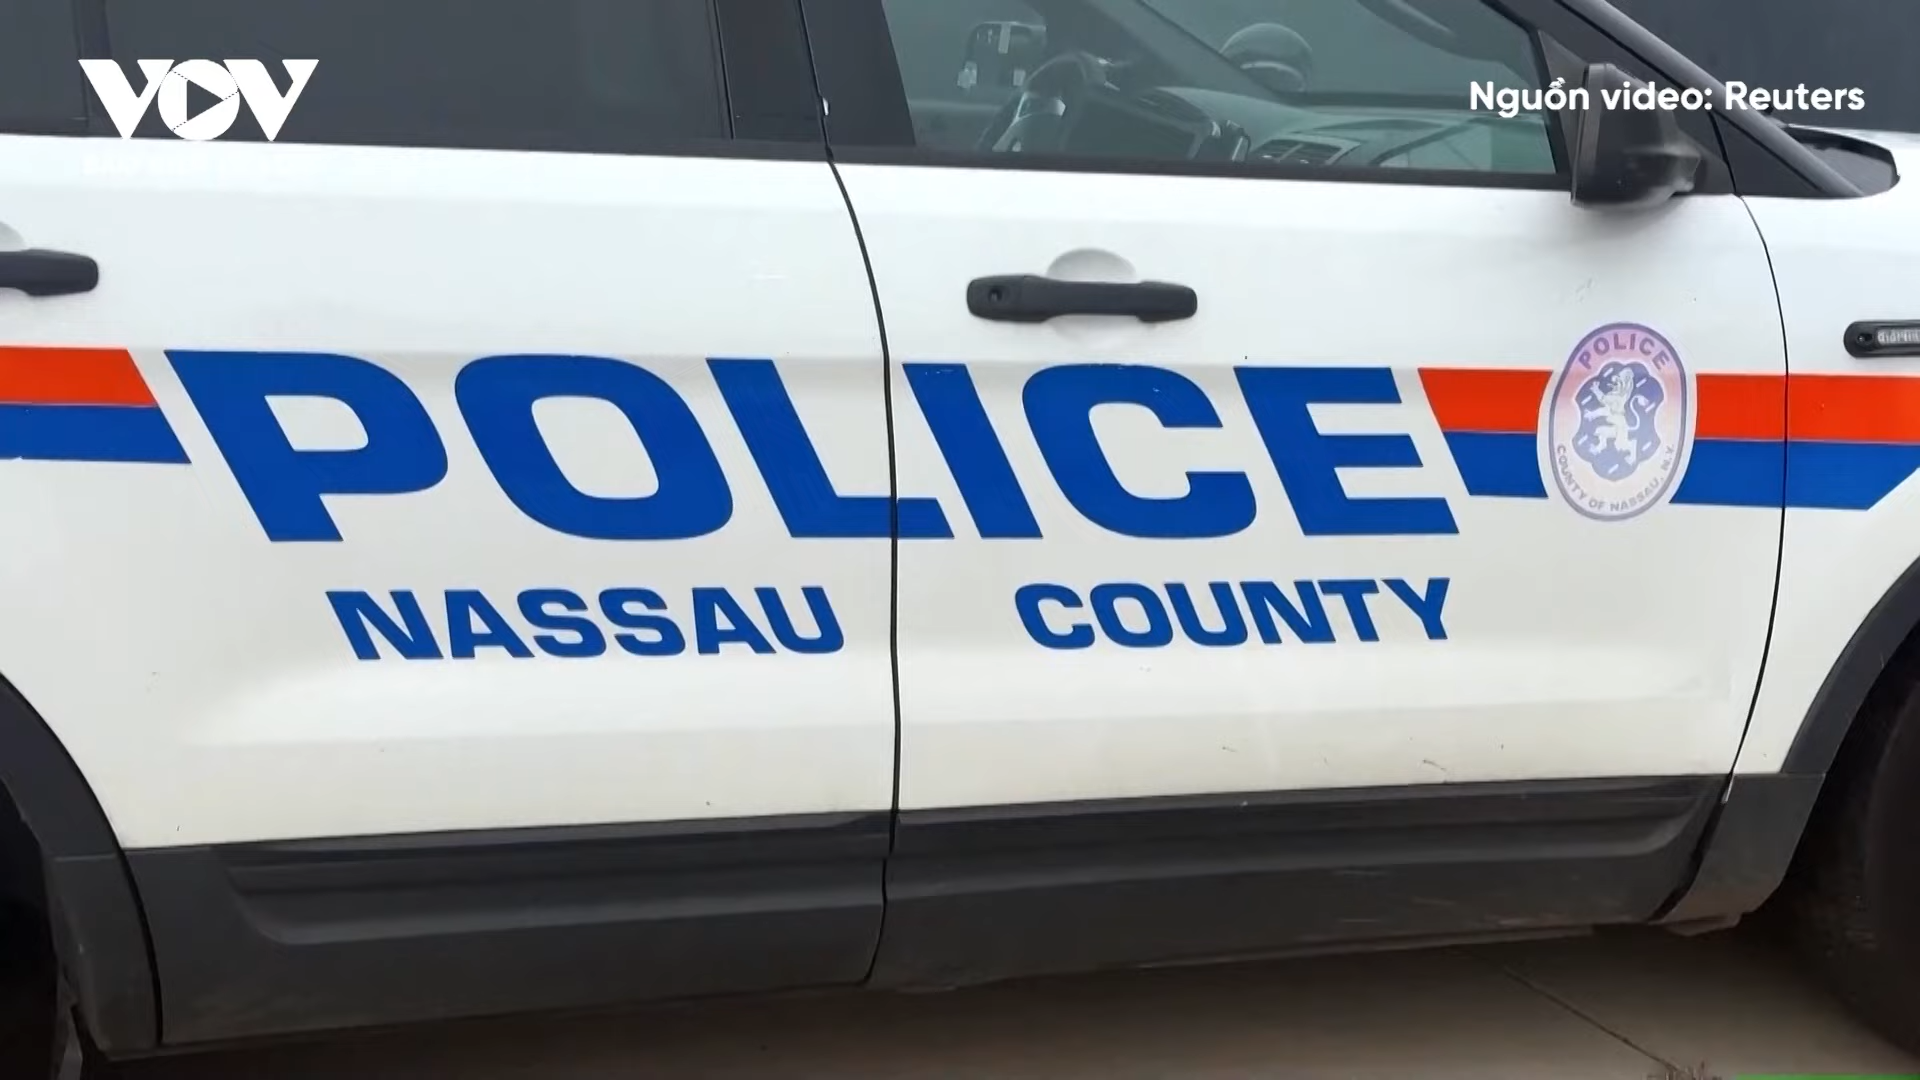 VOV
Nguồn video: Reuters
POLICE
NASSAU COUNTY
POLICE
COUNTY OF NASSAU, N.Y.